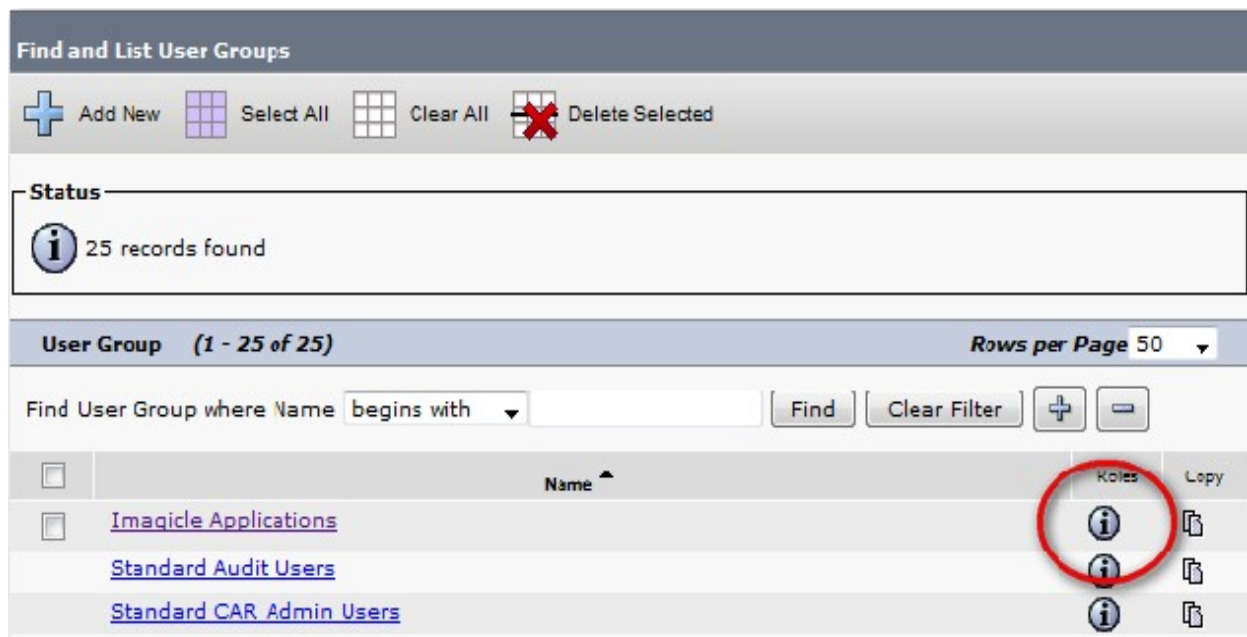 Find and List User Groups
Add New Select All Clear All Delete Selected
Status
i 25 records found
User Group (1 - 25 of 25) Rows per Page 50
Find User Group where Name begins with Find Clear Filter
Name Roles Copy
Imagicle Applications i
Standard Audit Users i
Standard CAR Admin Users i